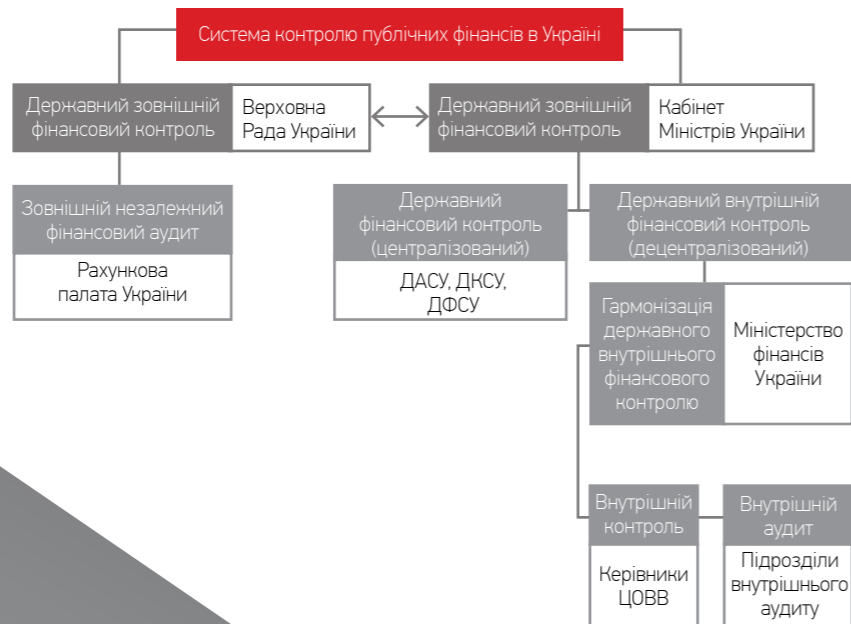 Система контролю публічних фінансів в Україні
Державний зовнішній
фінансовий контроль
Верховна
Рада України
Державний зовнішній
фінансовий контроль
Кабінет
Міністрів України
Зовнішній незалежний
фінансовий аудит
Рахункова
палата України
Державний
фінансовий контроль
(централізований)
ДАСУ, ДКСУ,
ДФСУ
Державний внутрішній
фінансовий контроль
(децентралізований)
Гармонізація
державного
внутрішнього
фінансового
контролю
Міністерство
фінансів
України
Внутрішній
контроль
Керівники
ЦОВВ
Внутрішній
аудит
Підрозділи
внутрішнього
аудиту